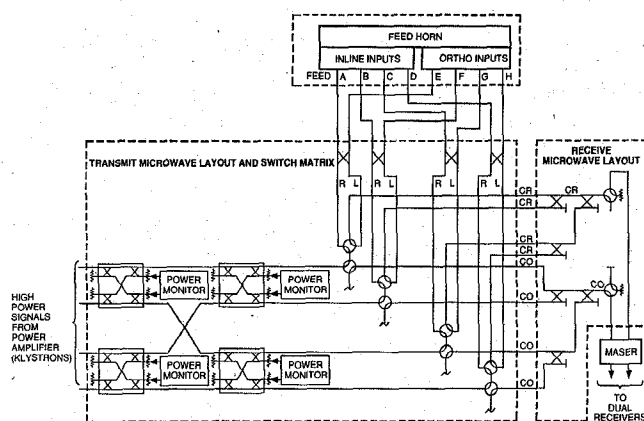 FEED HORN
INLINE INPUTS
ORTHO INPUTS
FEED A B C D E F G H
TRANSMIT MICROWAVE LAYOUT AND SWITCH MATRIX
RECEIVE
MICROWAVE LAYOUT
R L R L R L R L
CR
CR
CR
CR
CO
CO
CO
CO
CO
HIGH
POWER
SIGNALS
FROM
POWER
AMPLIFIER
(KLYSTRONS)
POWER
MONITOR
POWER
MONITOR
POWER
MONITOR
POWER
MONITOR
MASER
TO
DUAL
RECEIVERS